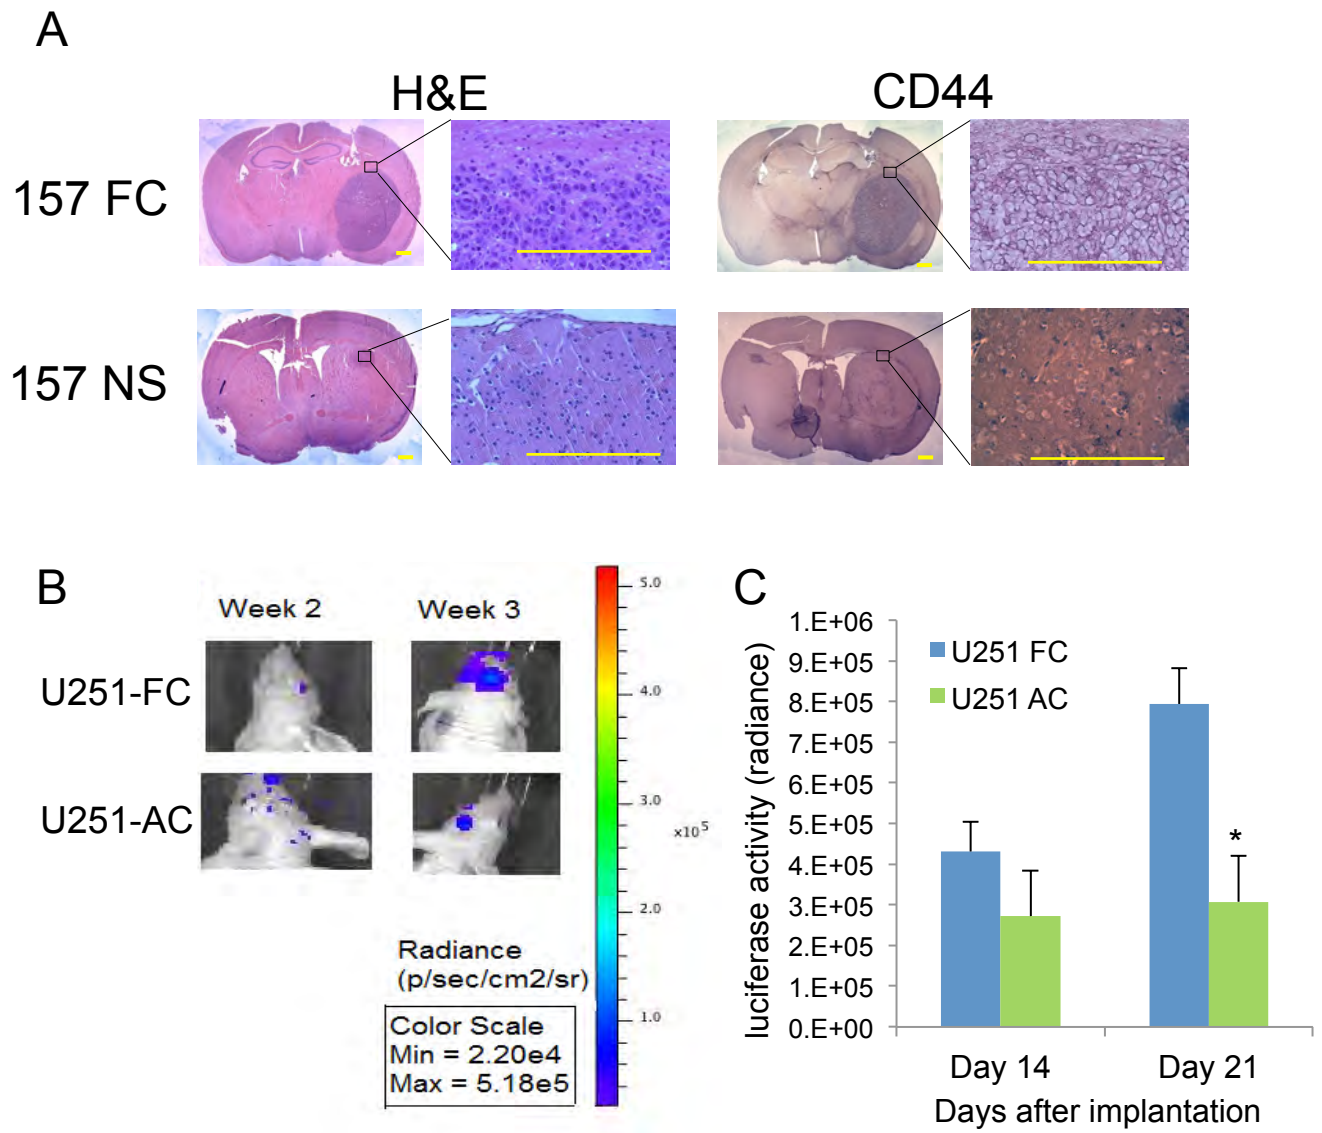 A
H&E
CD44
157 FC
157 NS
B
Week 2
Week 3
U251-FC
U251-AC
5.0
4.0
3.0
×10⁵
2.0
1.0
Radiance
(p/sec/cm2/sr)
Color Scale
Min = 2.20e4
Max = 5.18e5
C
luciferase activity (radiance)
1.E+06
9.E+05
8.E+05
7.E+05
6.E+05
5.E+05
4.E+05
3.E+05
2.E+05
1.E+05
0.E+00
U251 FC
U251 AC
*
Day 14
Day 21
Days after implantation